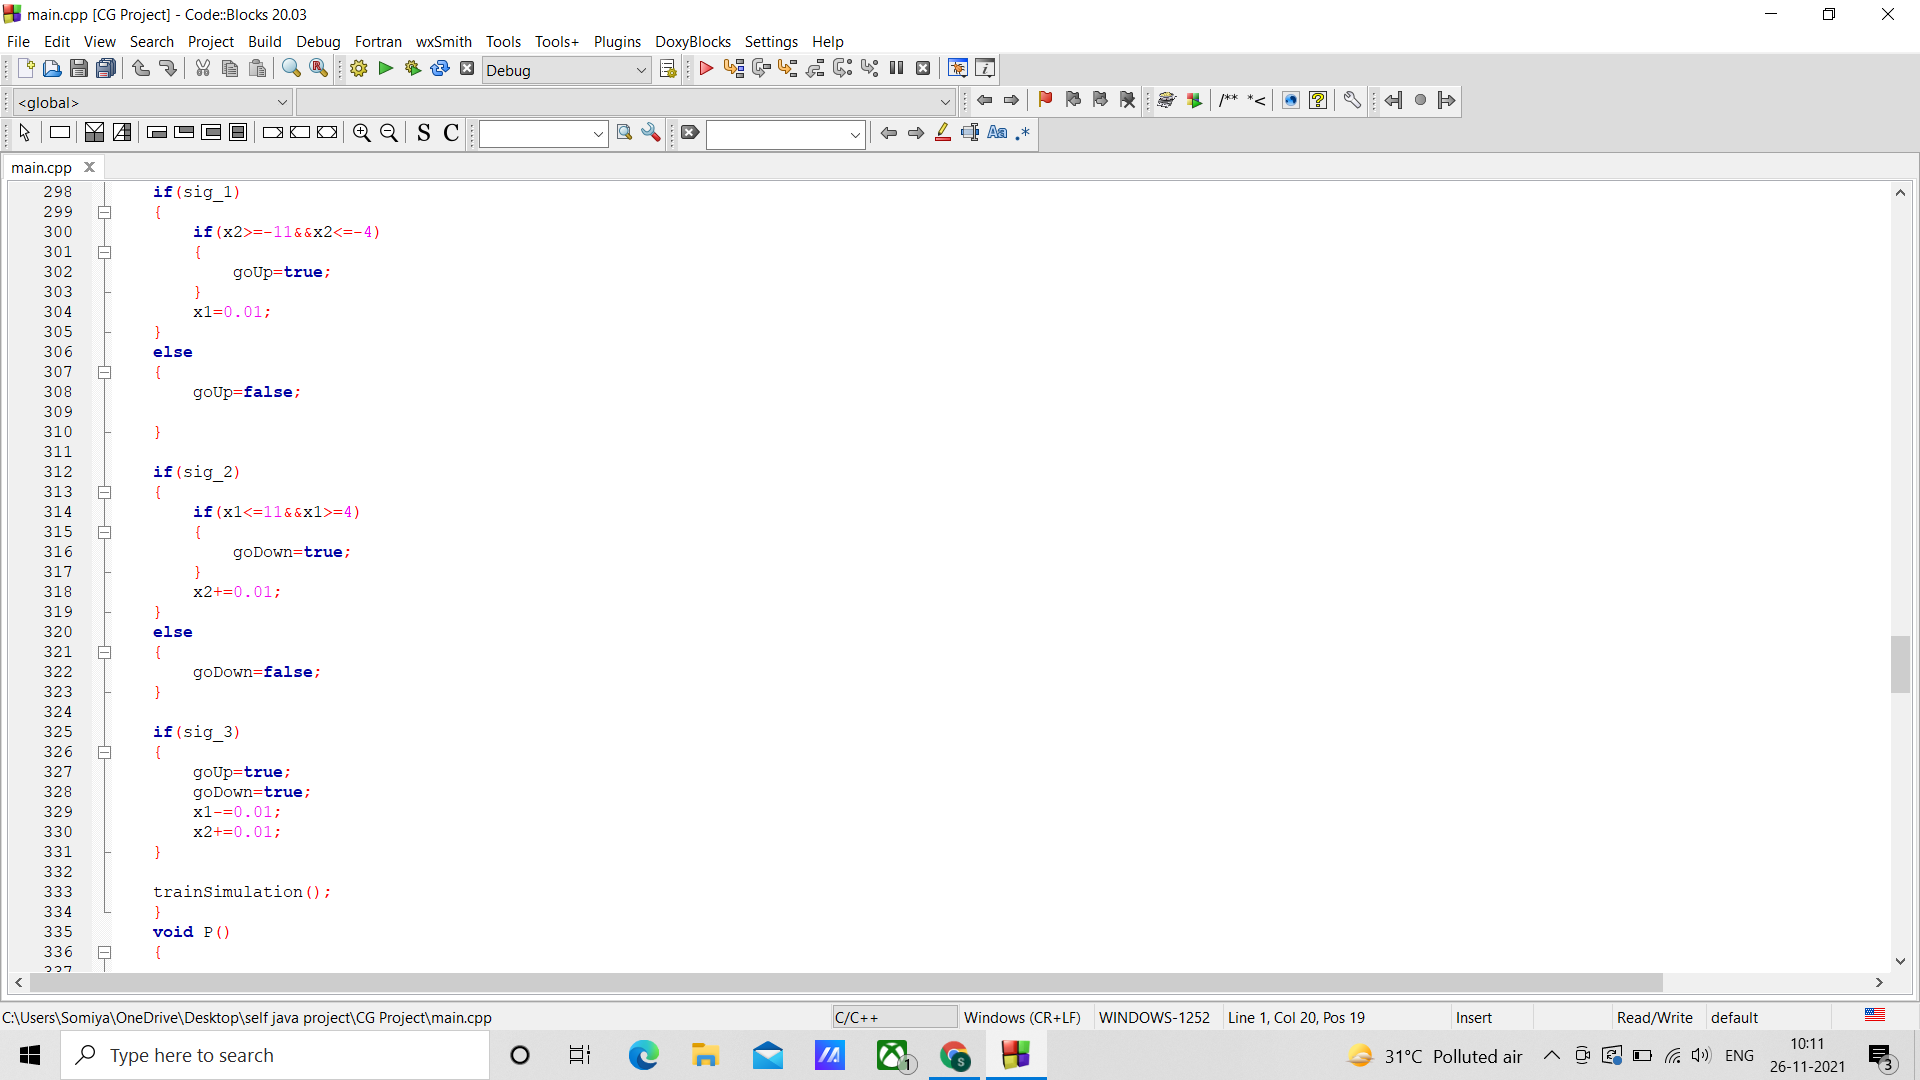 main.cpp [CG Project] - Code::Blocks 20.03
File Edit View Search Project Build Debug Fortran wxSmith Tools Tools+ Plugins DoxyBlocks Settings Help
Debug
<global>
/** *<
S C
Aa .*
main.cpp
298 if(sig_1)
299 {
300 if(x2>=-11&&x2<=-4)
301 {
302 goUp=true;
303 }
304 x1=0.01;
305 }
306 else
307 {
308 goUp=false;
309
310 }
311
312 if(sig_2)
313 {
314 if(x1<=11&&x1>=4)
315 {
316 goDown=true;
317 }
318 x2+=0.01;
319 }
320 else
321 {
322 goDown=false;
323 }
324
325 if(sig_3)
326 {
327 goUp=true;
328 goDown=true;
329 x1-=0.01;
330 x2+=0.01;
331 }
332
333 trainSimulation();
334 }
335 void P()
336 {
337
C:\Users\Somiya\OneDrive\Desktop\self java project\CG Project\main.cpp C/C++ Windows (CR+LF) WINDOWS-1252 Line 1, Col 20, Pos 19 Insert Read/Write default
Type here to search 1 S 31°C Polluted air ENG 10:11
26-11-2021 3